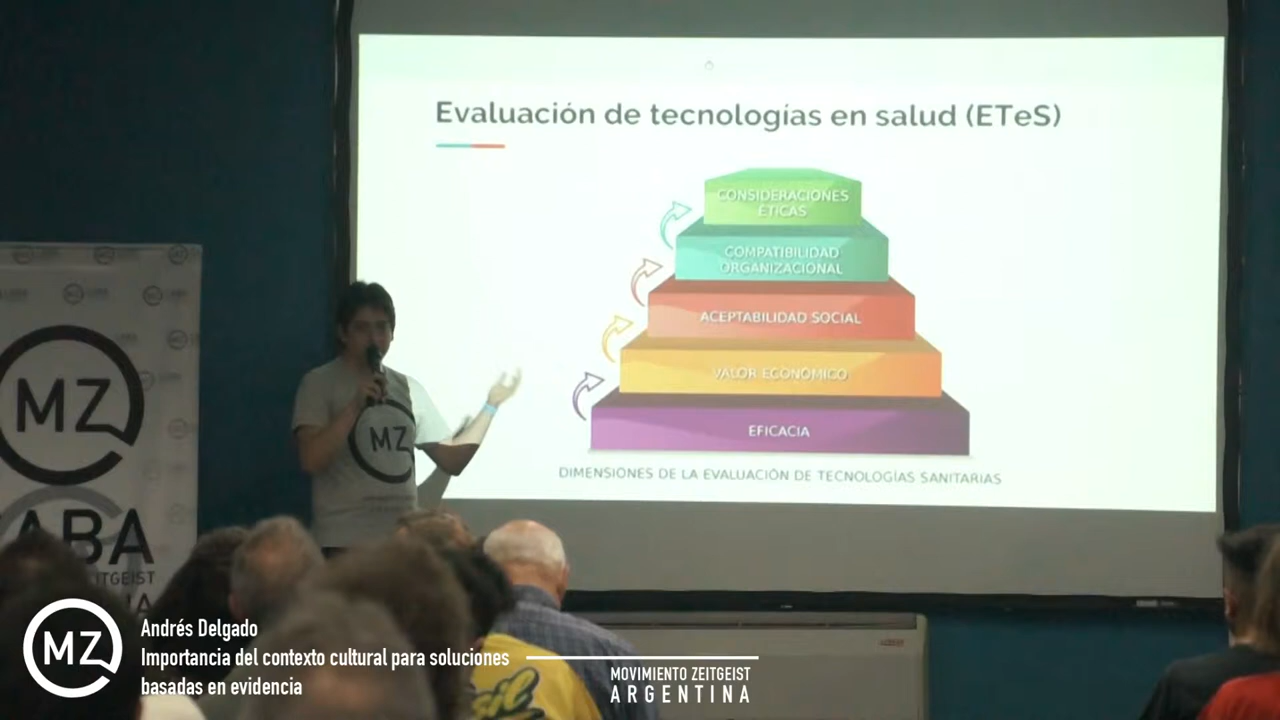 Evaluación de tecnologías en salud (ETeS)
CONSIDERACIONES
ÉTICAS
COMPATIBILIDAD
ORGANIZACIONAL
ACEPTABILIDAD SOCIAL
VALOR ECONÓMICO
EFICACIA
DIMENSIONES DE LA EVALUACIÓN DE TECNOLOGÍAS SANITARIAS
MZ
MZ
ABA
MZ
Andrés Delgado
Importancia del contexto cultural para soluciones
basadas en evidencia
MOVIMIENTO ZEITGEIST
ARGENTINA